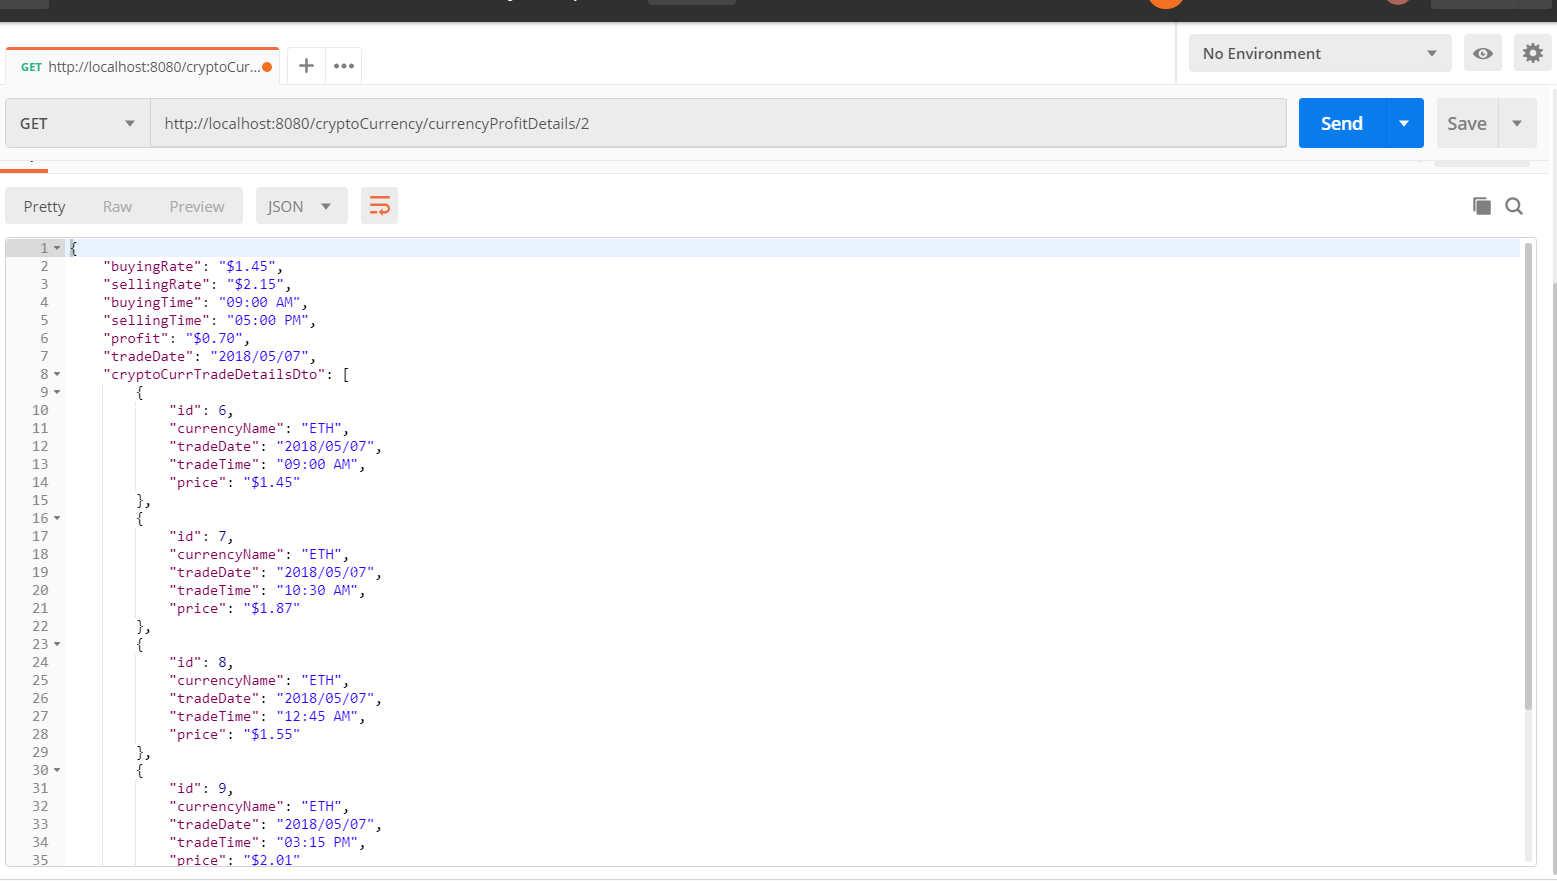 GET http://localhost:8080/cryptoCur...
No Environment
GET
http://localhost:8080/cryptoCurrency/currencyProfitDetails/2
Send
Save
Pretty Raw Preview JSON
1 {
2 "buyingRate": "$1.45",
3 "sellingRate": "$2.15",
4 "buyingTime": "09:00 AM",
5 "sellingTime": "05:00 PM",
6 "profit": "$0.70",
7 "tradeDate": "2018/05/07",
8 "cryptoCurrTradeDetailsDto": [
9 {
10 "id": 6,
11 "currencyName": "ETH",
12 "tradeDate": "2018/05/07",
13 "tradeTime": "09:00 AM",
14 "price": "$1.45"
15 },
16 {
17 "id": 7,
18 "currencyName": "ETH",
19 "tradeDate": "2018/05/07",
20 "tradeTime": "10:30 AM",
21 "price": "$1.87"
22 },
23 {
24 "id": 8,
25 "currencyName": "ETH",
26 "tradeDate": "2018/05/07",
27 "tradeTime": "12:45 AM",
28 "price": "$1.55"
29 },
30 {
31 "id": 9,
32 "currencyName": "ETH",
33 "tradeDate": "2018/05/07",
34 "tradeTime": "03:15 PM",
35 "price": "$2.01"